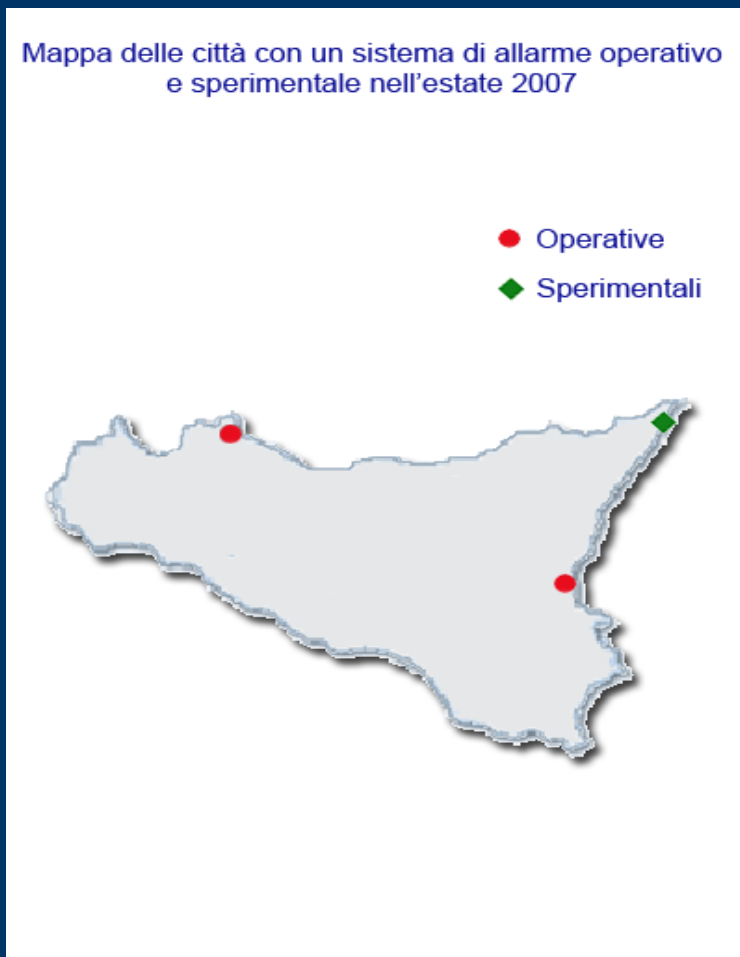 Mappa delle città con un sistema di allarme operativo
e sperimentale nell'estate 2007
Operative
Sperimentali